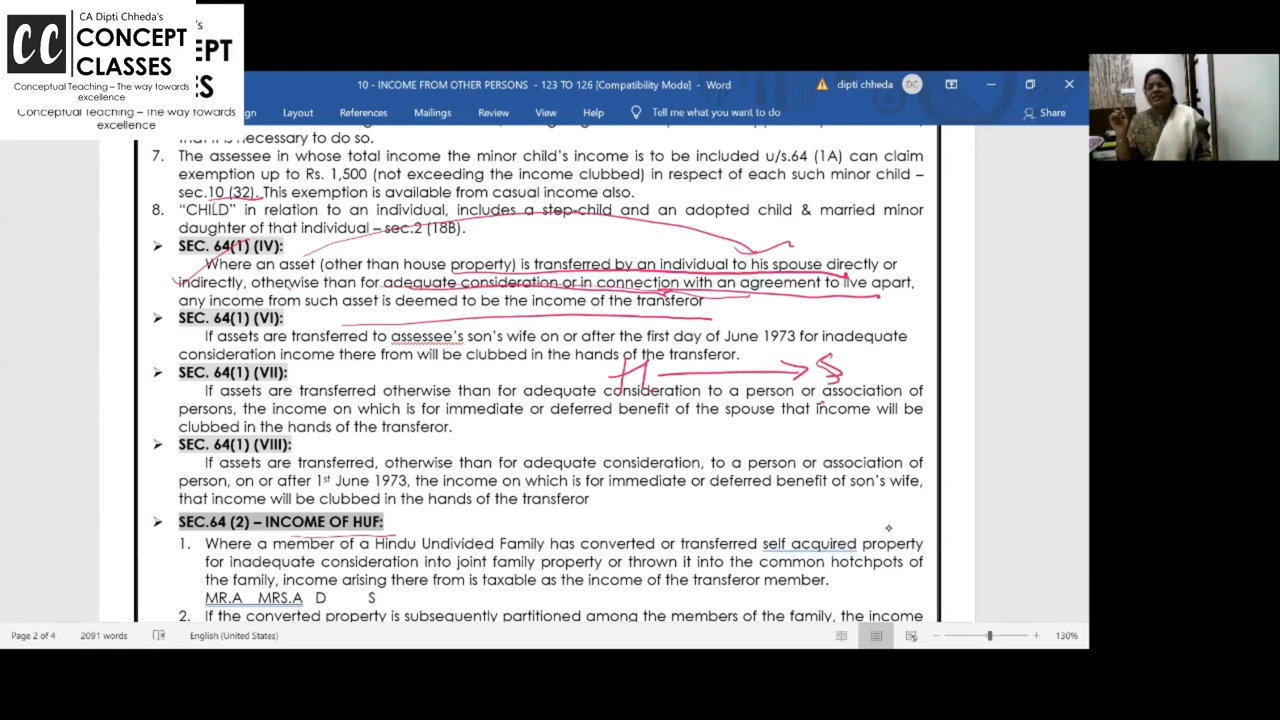 CA Dipti Chheda's
CC CONCEPT
CLASSES
Conceptual Teaching – The way towards
excellence
's
EPT
S
Conceptual Teaching – The way towards
excellence
10 - INCOME FROM OTHER PERSONS - 123 TO 126 [Compatibility Mode] - Word
dipti chheda DC
gn Layout References Mailings Review View Help Tell me what you want to do Share
that it is necessary to do so.
7. The assessee in whose total income the minor child's income is to be included u/s.64 (1A) can claim
exemption up to Rs. 1,500 (not exceeding the income clubbed) in respect of each such minor child –
sec.10 (32). This exemption is available from casual income also.
8. "CHILD" in relation to an individual, includes a step-child and an adopted child & married minor
daughter of that individual – sec.2 (18B).
➢ SEC. 64(1) (IV):
Where an asset (other than house property) is transferred by an individual to his spouse directly or
indirectly, otherwise than for adequate consideration or in connection with an agreement to live apart,
any income from such asset is deemed to be the income of the transferor
➢ SEC. 64(1) (VI):
If assets are transferred to assessee's son's wife on or after the first day of June 1973 for inadequate
consideration income there from will be clubbed in the hands of the transferor.
H S
➢ SEC. 64(1) (VII):
If assets are transferred otherwise than for adequate consideration to a person or association of
persons, the income on which is for immediate or deferred benefit of the spouse that income will be
clubbed in the hands of the transferor.
➢ SEC. 64(1) (VIII):
If assets are transferred, otherwise than for adequate consideration, to a person or association of
person, on or after 1st June 1973, the income on which is for immediate or deferred benefit of son's wife,
that income will be clubbed in the hands of the transferor
➢ SEC.64 (2) – INCOME OF HUF:
1. Where a member of a Hindu Undivided Family has converted or transferred self acquired property
for inadequate consideration into joint family property or thrown it into the common hotchpots of
the family, income arising there from is taxable as the income of the transferor member.
MR.A MRS.A D S
2. If the converted property is subsequently partitioned among the members of the family, the income
Page 2 of 4 2091 words English (United States) 130%